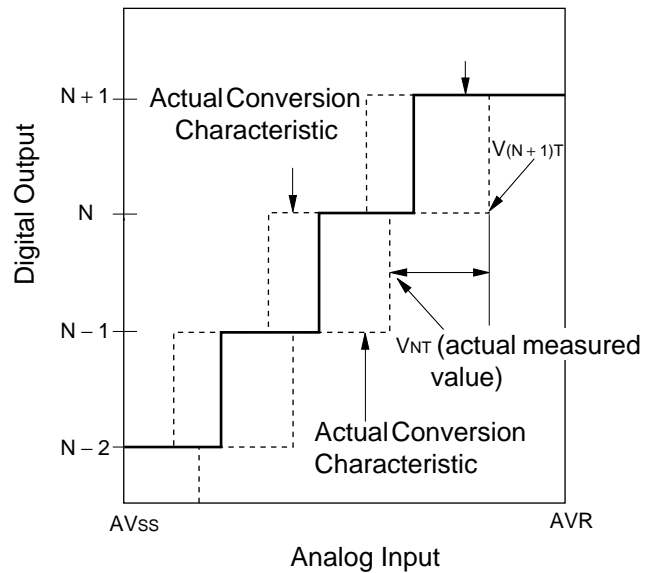 N + 1
Actual Conversion
Characteristic
V(N + 1)T
Digital Output
N
N – 1
VNT (actual measured
value)
Actual Conversion
Characteristic
N – 2
AVSS
AVR
Analog Input